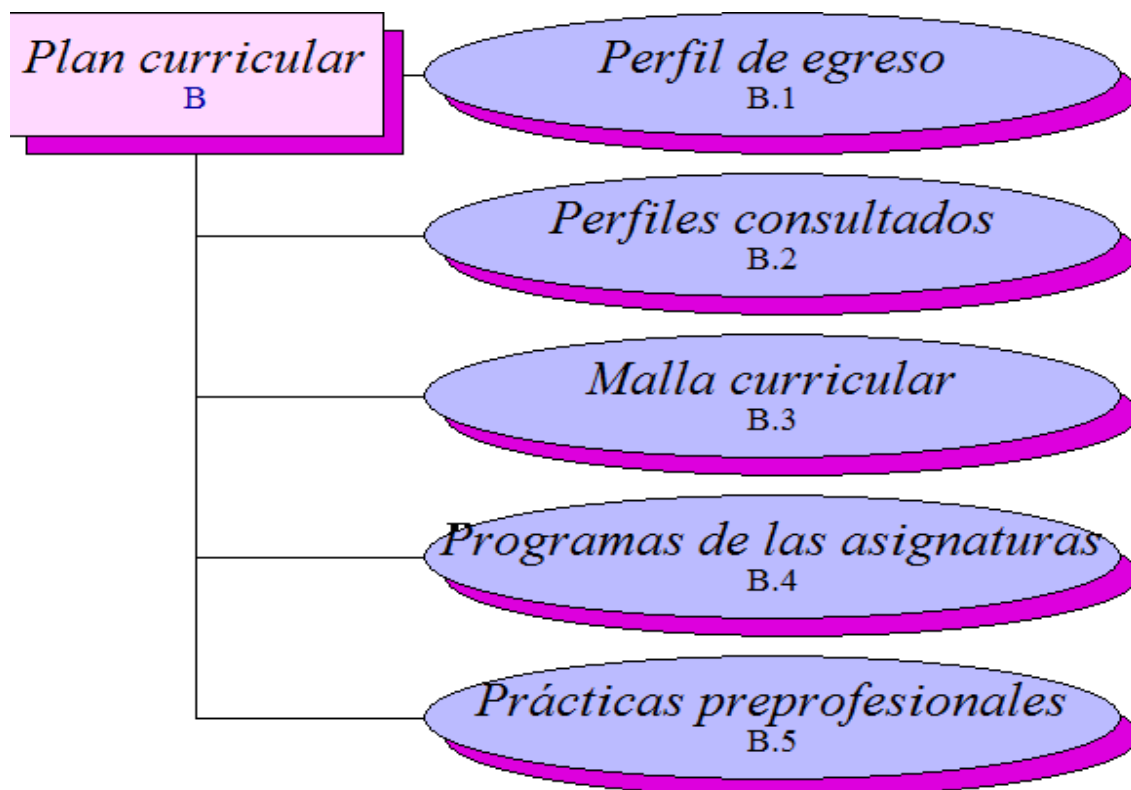 Plan curricular
B
Perfil de egreso
B.1
Perfiles consultados
B.2
Malla curricular
B.3
Programas de las asignaturas
B.4
Prácticas preprofesionales
B.5